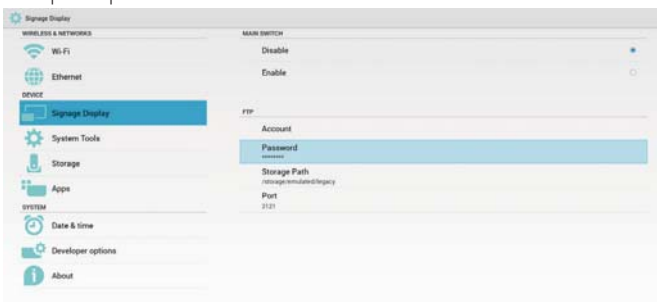 Signage Display
WIRELESS & NETWORKS
Wi-Fi
Ethernet
DEVICE
Signage Display
System Tools
Storage
Apps
SYSTEM
Date & time
Developer options
About
MAIN SWITCH
Disable
Enable
FTP
Account
Password
********
Storage Path
/storage/emulated/legacy
Port
2121